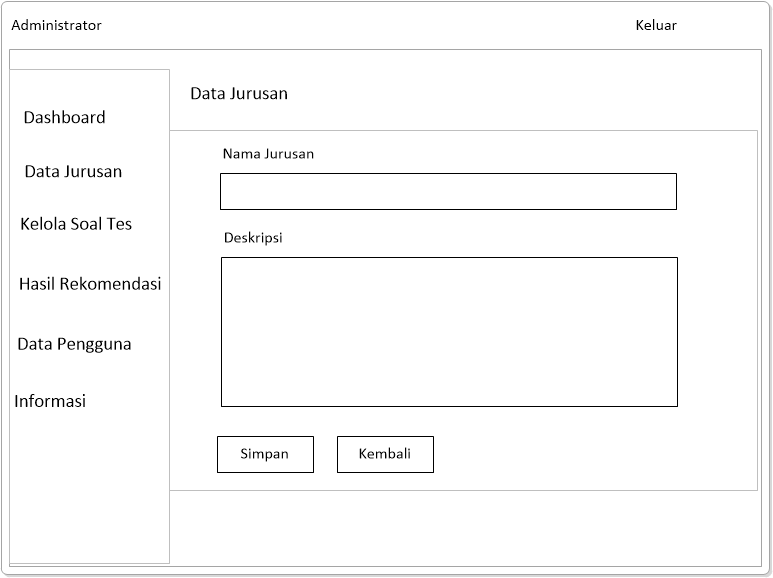 Administrator
Keluar
Dashboard
Data Jurusan
Kelola Soal Tes
Hasil Rekomendasi
Data Pengguna
Informasi
Data Jurusan
Nama Jurusan
Deskripsi
Simpan
Kembali